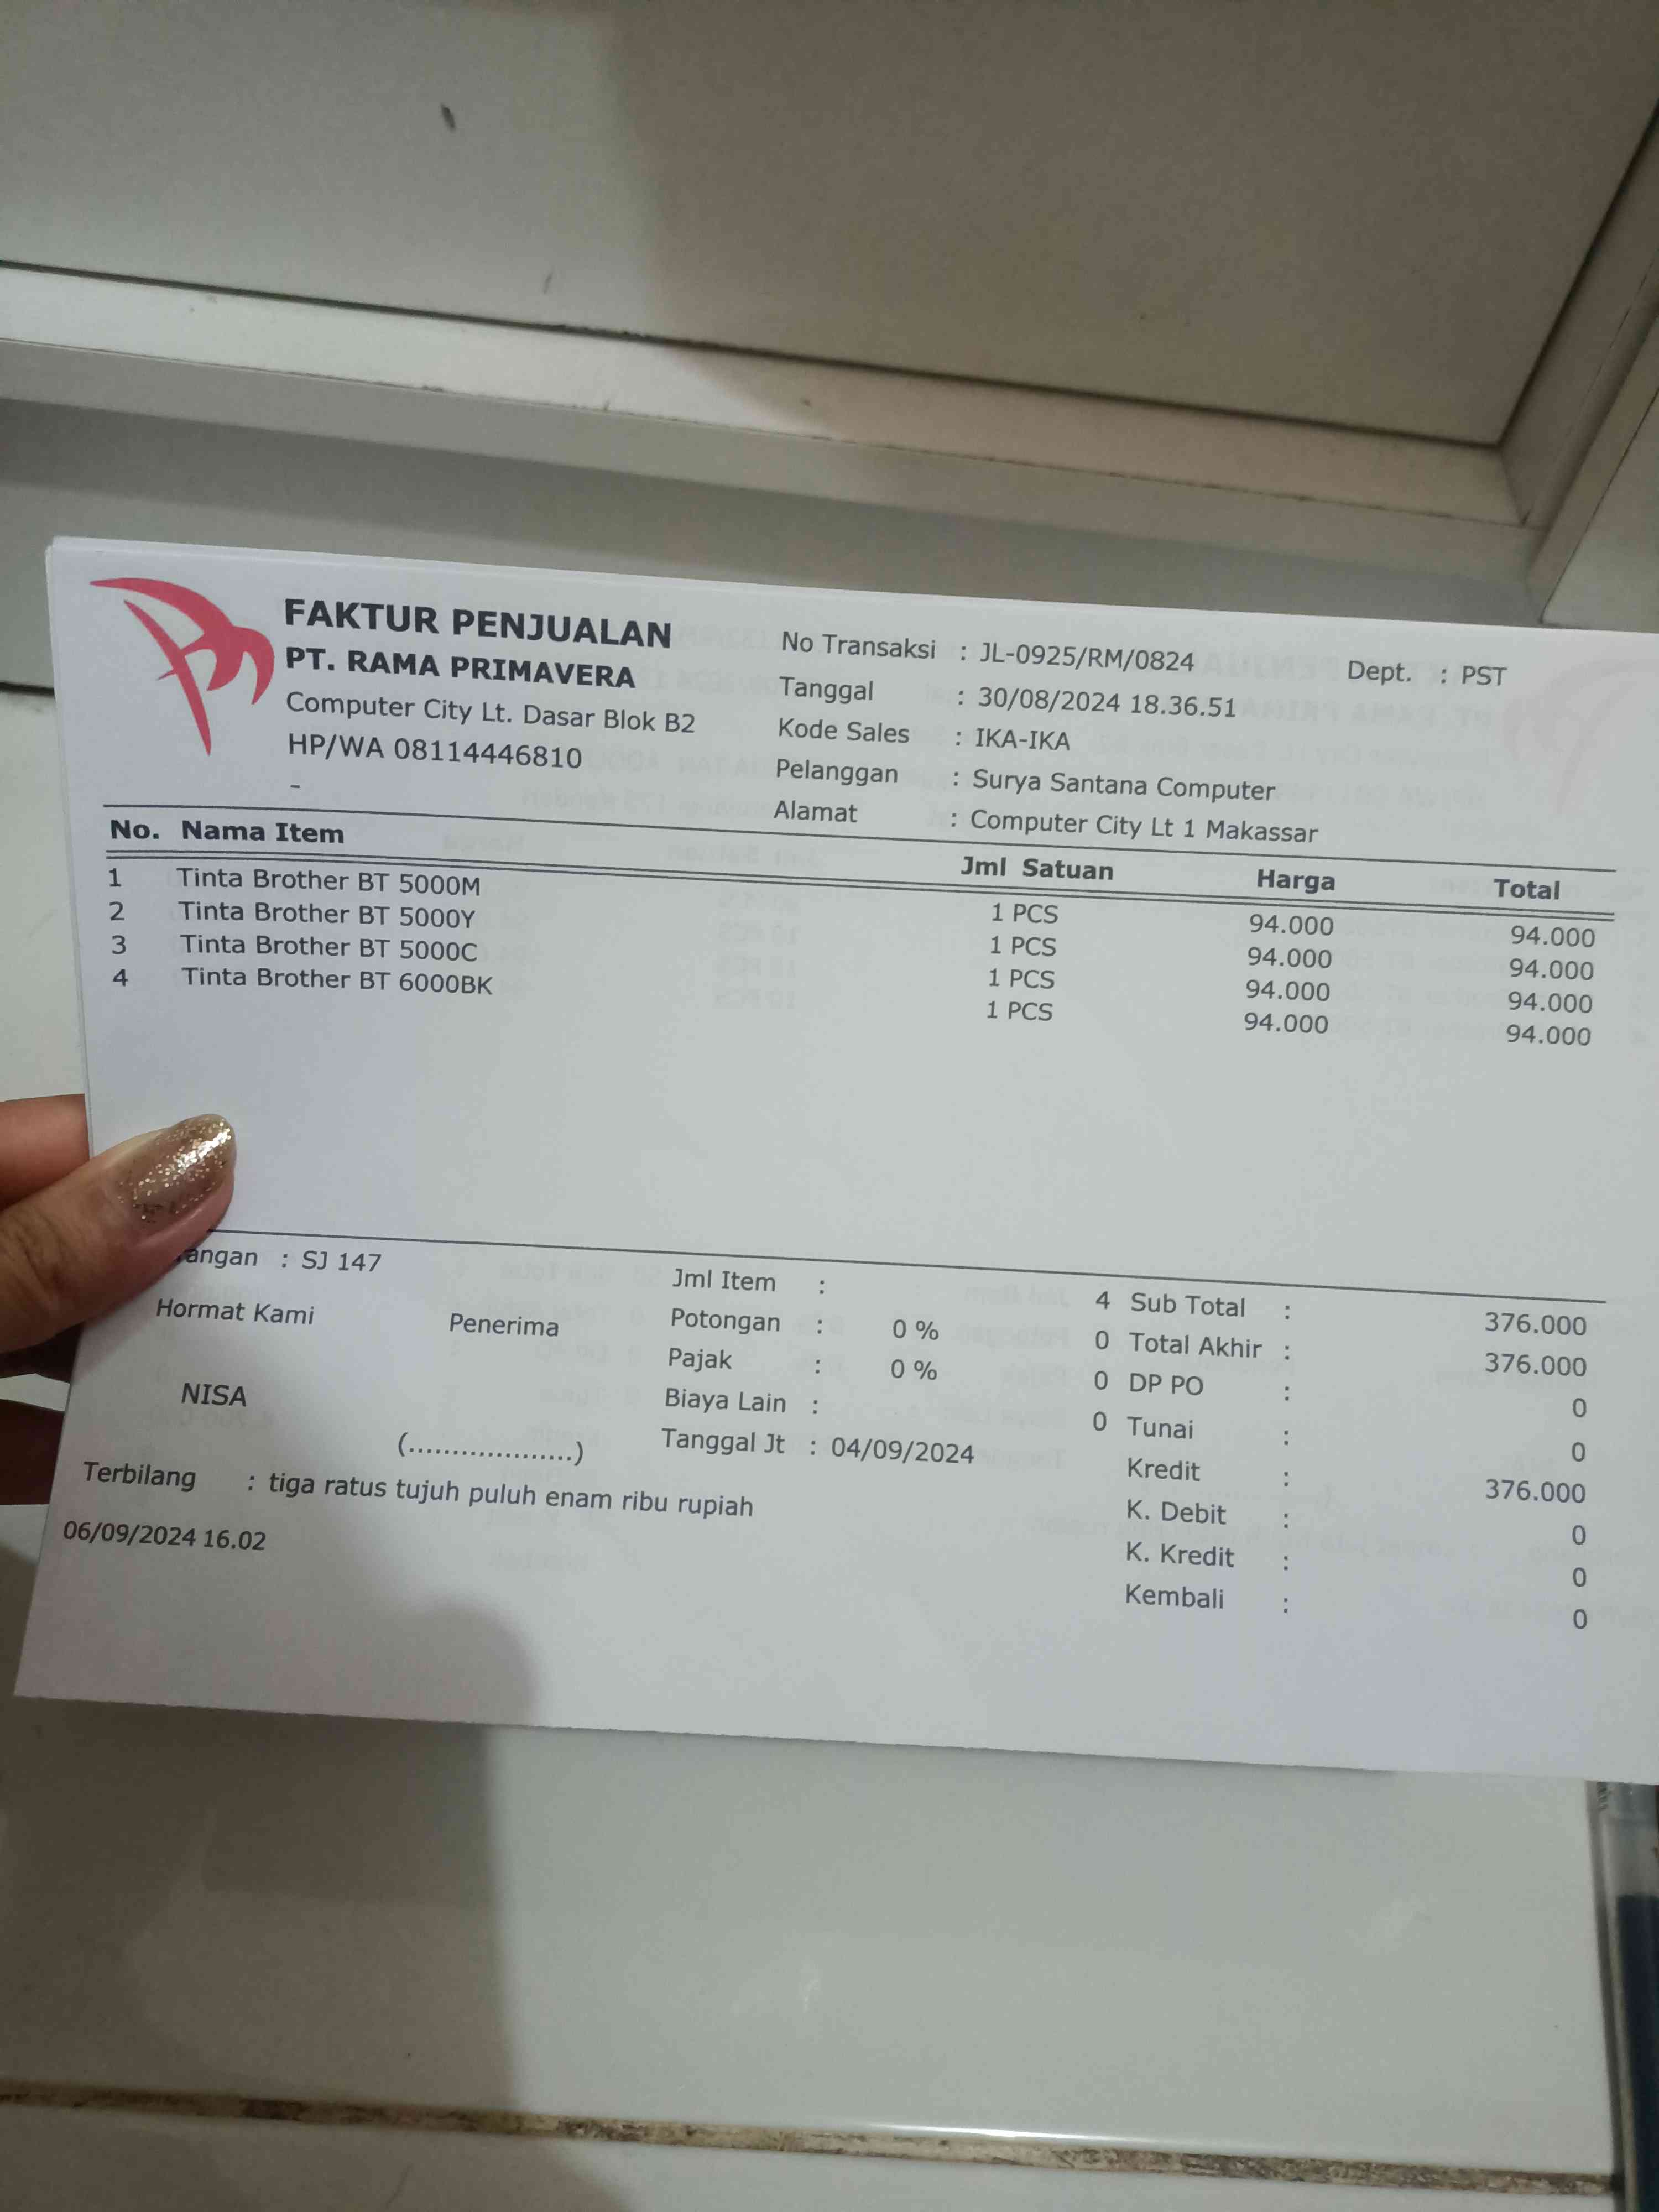 FAKTUR PENJUALAN
PT. RAMA PRIMAVERA
Computer City Lt. Dasar Blok B2
HP/WA 08114446810
-
No Transaksi : JL-0925/RM/0824 Dept. : PST
Tanggal : 30/08/2024 18.36.51
Kode Sales : IKA-IKA
Pelanggan : Surya Santana Computer
Alamat : Computer City Lt 1 Makassar
No. Nama Item Jml Satuan Harga Total
1 Tinta Brother BT 5000M 1 PCS 94.000 94.000
2 Tinta Brother BT 5000Y 1 PCS 94.000 94.000
3 Tinta Brother BT 5000C 1 PCS 94.000 94.000
4 Tinta Brother BT 6000BK 1 PCS 94.000 94.000
angan : SJ 147
Hormat Kami Penerima
NISA
(...................)
Jml Item : 4
Potongan : 0 % 0
Pajak : 0 % 0
Biaya Lain : 0
Tanggal Jt : 04/09/2024
Sub Total : 376.000
Total Akhir : 376.000
DP PO : 0
Tunai : 0
Kredit : 376.000
K. Debit : 0
K. Kredit : 0
Kembali : 0
Terbilang : tiga ratus tujuh puluh enam ribu rupiah
06/09/2024 16.02